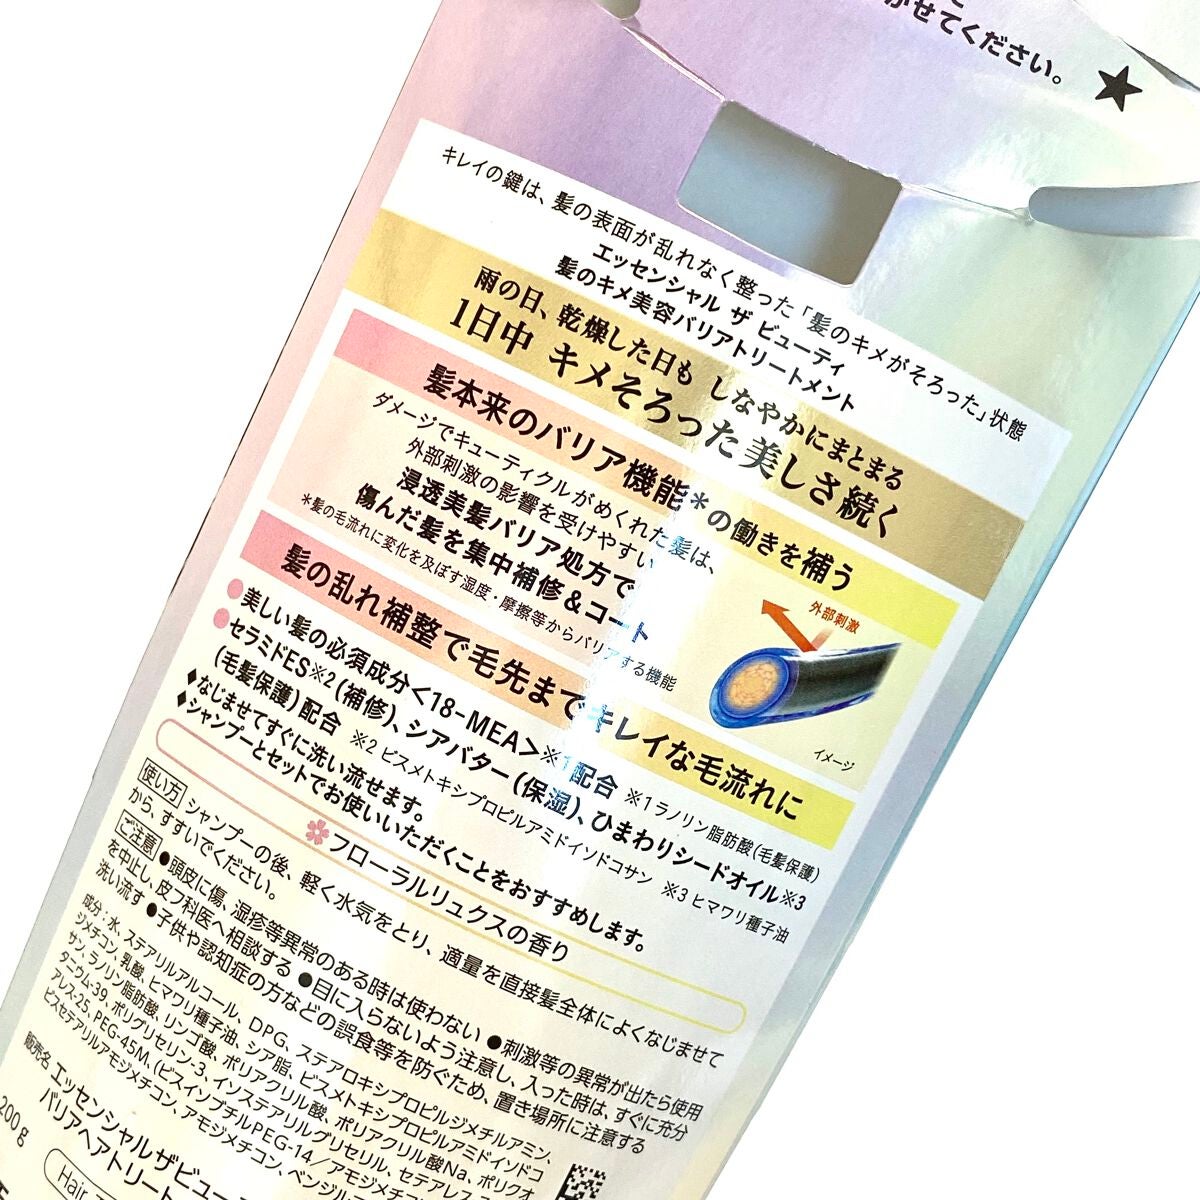 がせてください。
★
キレイの鍵は、髪の表面が乱れなく整った「髪のキメがそろった」状態
エッセンシャル ザ ビューティ
髪のキメ美容バリアトリートメント
雨の日、乾燥した日も しなやかにまとまる
1日中 キメそろった美しさ続く
髪本来のバリア機能＊の働きを補う
ダメージでキューティクルがめくれた髪は、
外部刺激の影響を受けやすい
浸透美髪バリア処方で
傷んだ髪を集中補修＆コート
＊髪の毛流れに変化を及ぼす湿度・摩擦等からバリアする機能
外部刺激
イメージ
髪の乱れ補整で毛先までキレイな毛流れに
●美しい髪の必須成分<18-MEA>※1配合 ※1 ラノリン脂肪酸(毛髪保護)
●セラミドES※2(補修)、シアバター(保湿)、ひまわりシードオイル※3
(毛髪保護)配合 ※2 ビスメトキシプロピルアミドイソドコサン ※3 ヒマワリ種子油
◆なじませてすぐに洗い流せます。
◆シャンプーとセットでお使いいただくことをおすすめします。
フローラルリュクスの香り
使い方 シャンプーの後、軽く水気をとり、適量を直接髪全体によくなじませて
から、すすいでください。
ご注意 ●頭皮に傷、湿疹等異常のある時は使わない ●刺激等の異常が出たら使用
を中止し、皮フ科医へ相談する ●目に入らないよう注意し、入った時は、すぐに充分
洗い流す ●子供や認知症の方などの誤食等を防ぐため、置き場所に注意する
成分：水、ステアリルアルコール、DPG、ステアロキシプロピルジメチルアミン、
ジメチコン、乳酸、ヒマワリ種子油、シア脂、ビスメトキシプロピルアミドイソドコ
サン、ラノリン脂肪酸、リンゴ酸、ポリアクリル酸、ポリアクリル酸Na、ポリクオ
タニウム-39、ポリグリセリン-3、イソステアリルグリセリル、セテアレス
アレス-25、PEG-45M、(ビスイソブチルPEG-14／アモジメチ
ビスセテアリルアモジメチコン、アモジメチコン、ベンジル
販売名 エッセンシャル ザ ビュー
バリアヘアトリート
200g
Hair